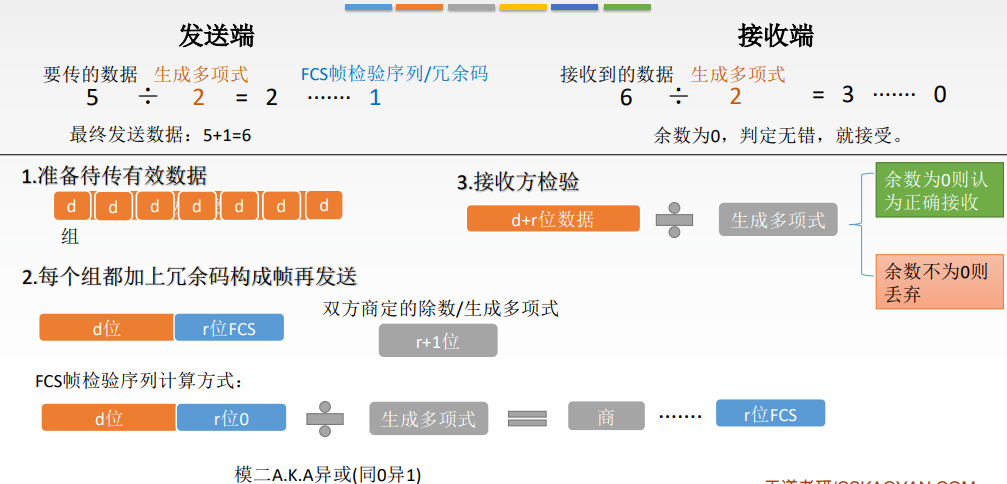 发送端
接收端
要传的数据 生成多项式 FCS帧检验序列/冗余码
5 ÷ 2 = 2 ······· 1
最终发送数据：5+1=6
接收到的数据 生成多项式
6 ÷ 2 = 3 ······· 0
余数为0，判定无错，就接受。
1.准备待传有效数据
d d d d d d d
组
2.每个组都加上冗余码构成帧再发送
d位 r位FCS
双方商定的除数/生成多项式
r+1位
FCS帧检验序列计算方式：
d位 r位0 ÷ 生成多项式 = 商 ······· r位FCS
模二A.K.A异或(同0异1)
3.接收方检验
d+r位数据 ÷ 生成多项式
余数为0则认
为正确接收
余数不为0则
丢弃